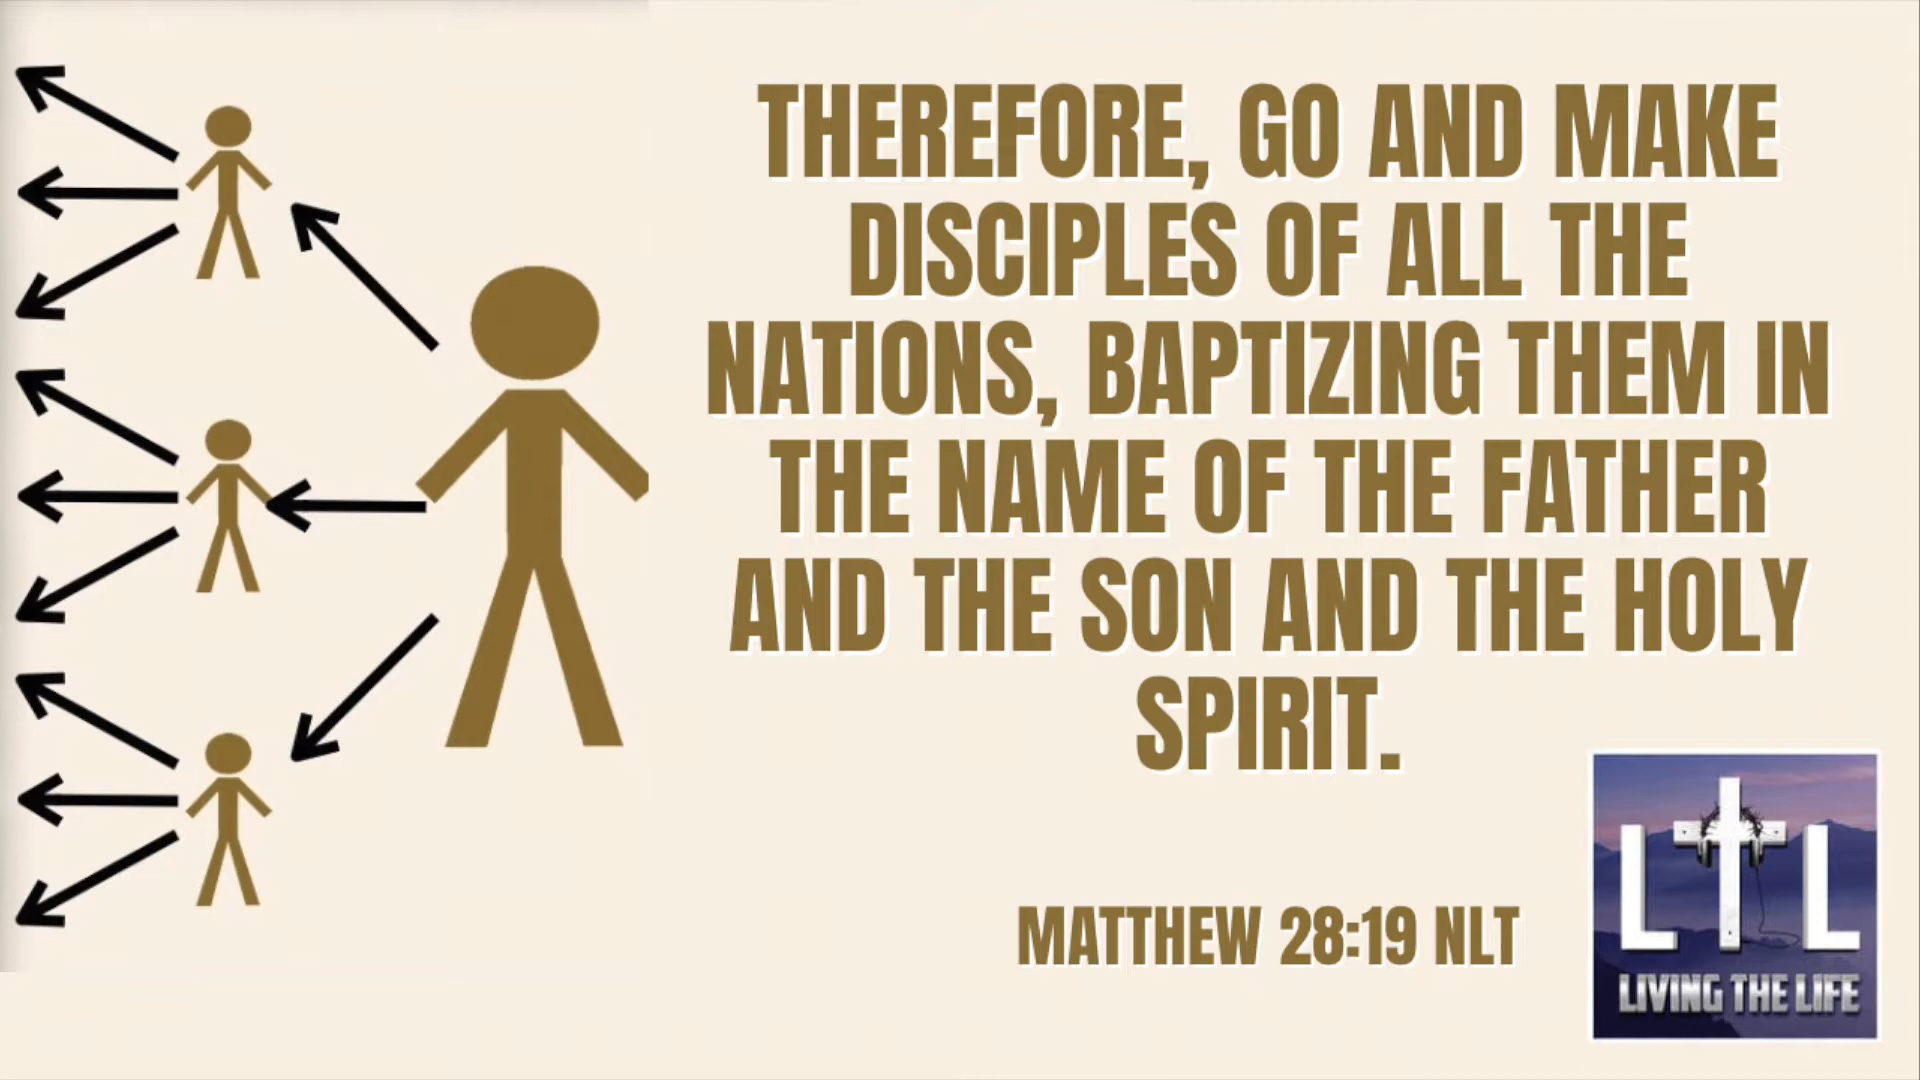 THEREFORE, GO AND MAKE
DISCIPLES OF ALL THE
NATIONS, BAPTIZING THEM IN
THE NAME OF THE FATHER
AND THE SON AND THE HOLY
SPIRIT.
MATTHEW 28:19 NLT
LTL
LIVING THE LIFE